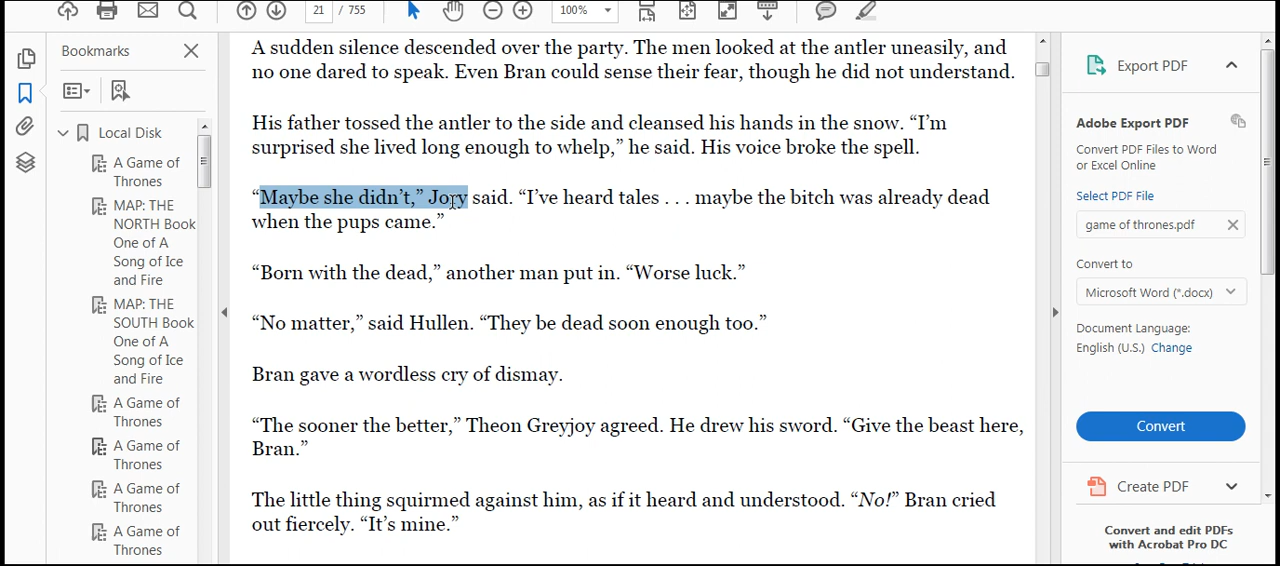 21 / 755
100%
Bookmarks
Local Disk
A Game of
Thrones
MAP: THE
NORTH Book
One of A
Song of Ice
and Fire
MAP: THE
SOUTH Book
One of A
Song of Ice
and Fire
A Game of
Thrones
A Game of
Thrones
A Game of
Thrones
A Game of
Thrones
A sudden silence descended over the party. The men looked at the antler uneasily, and
no one dared to speak. Even Bran could sense their fear, though he did not understand.
His father tossed the antler to the side and cleansed his hands in the snow. “I’m
surprised she lived long enough to whelp,” he said. His voice broke the spell.
“Maybe she didn’t,” Jory said. “I’ve heard tales . . . maybe the bitch was already dead
when the pups came.”
“Born with the dead,” another man put in. “Worse luck.”
“No matter,” said Hullen. “They be dead soon enough too.”
Bran gave a wordless cry of dismay.
“The sooner the better,” Theon Greyjoy agreed. He drew his sword. “Give the beast here,
Bran.”
The little thing squirmed against him, as if it heard and understood. “No!” Bran cried
out fiercely. “It’s mine.”
Export PDF
Adobe Export PDF
Convert PDF Files to Word
or Excel Online
Select PDF File
game of thrones.pdf
Convert to
Microsoft Word (*.docx)
Document Language:
English (U.S.) Change
Convert
Create PDF
Convert and edit PDFs
with Acrobat Pro DC